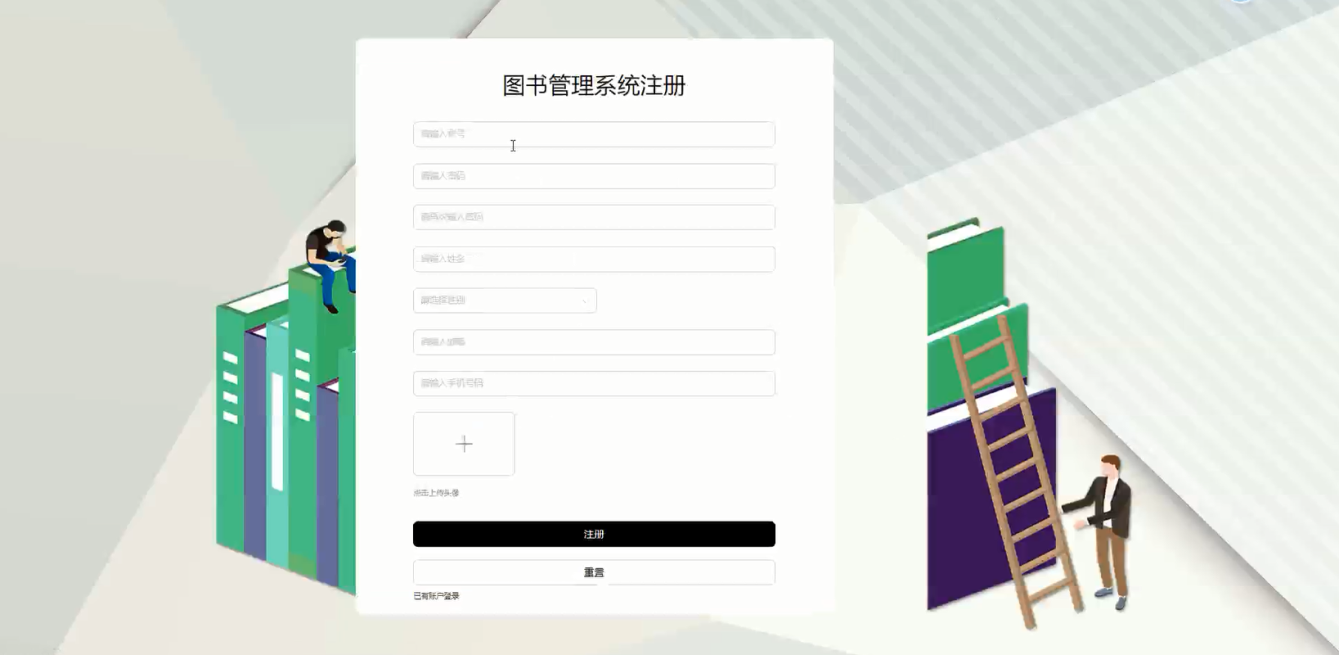 图书管理系统注册
请输入账号
请输入密码
请再次输入密码
请输入姓名
请选择性别
请输入邮箱
请输入手机号码
点击上传头像
注册
重置
已有账户登录